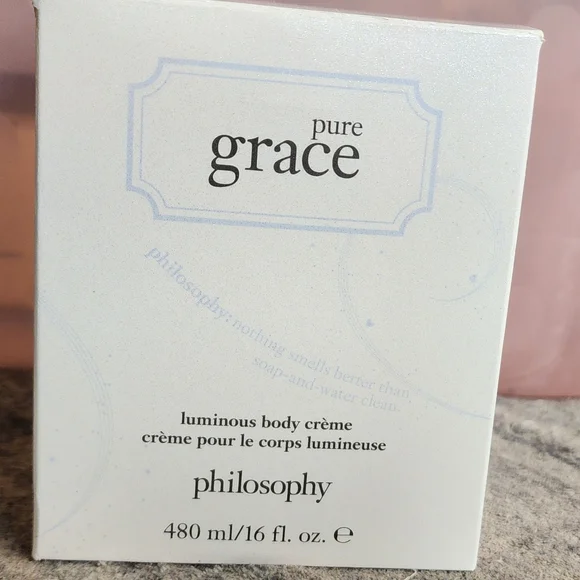 pure
grace
philosophy: nothing smells better than
soap-and-water clean.
luminous body crème
crème pour le corps lumineuse
philosophy
480 ml/16 fl. oz. ℮